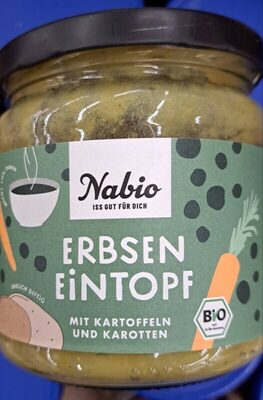 Nabio
ISS GUT FÜR DICH
ERBSEN
EiNTOPF
MIT KARTOFFELN
UND KAROTTEN
BiO